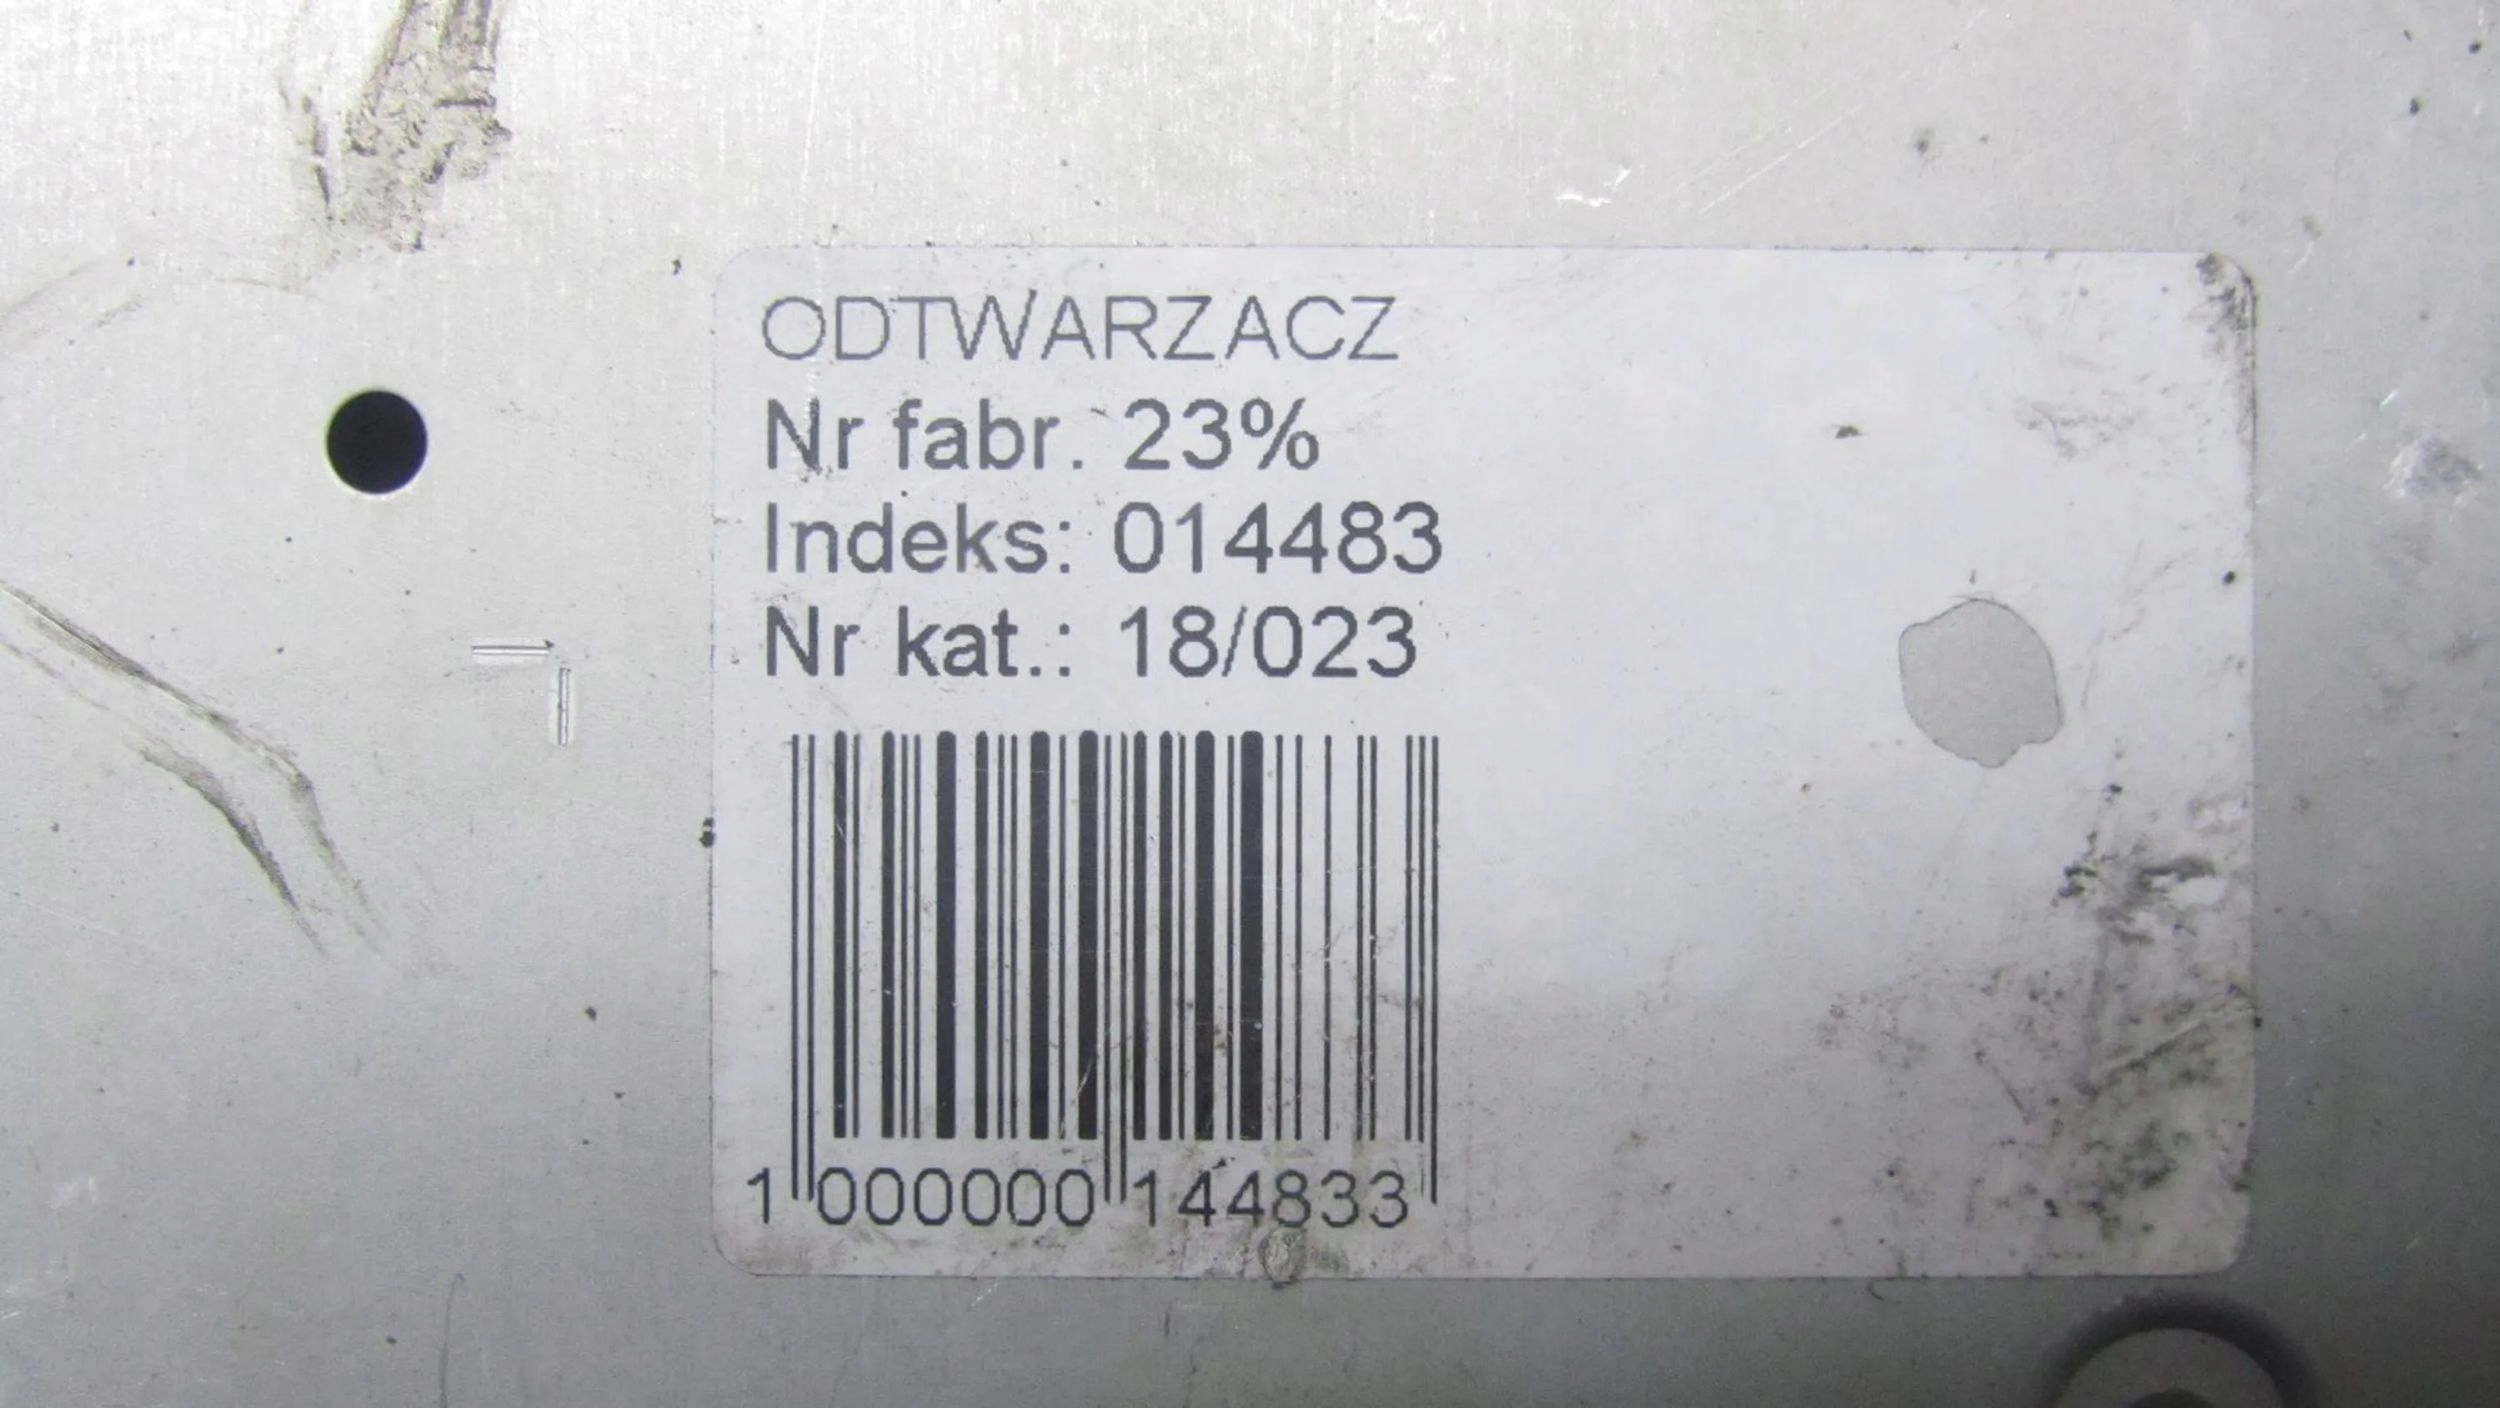 ODTWARZACZ
Nr fabr. 23%
Indeks: 014483
Nr kat.: 18/023
1 000000 144833